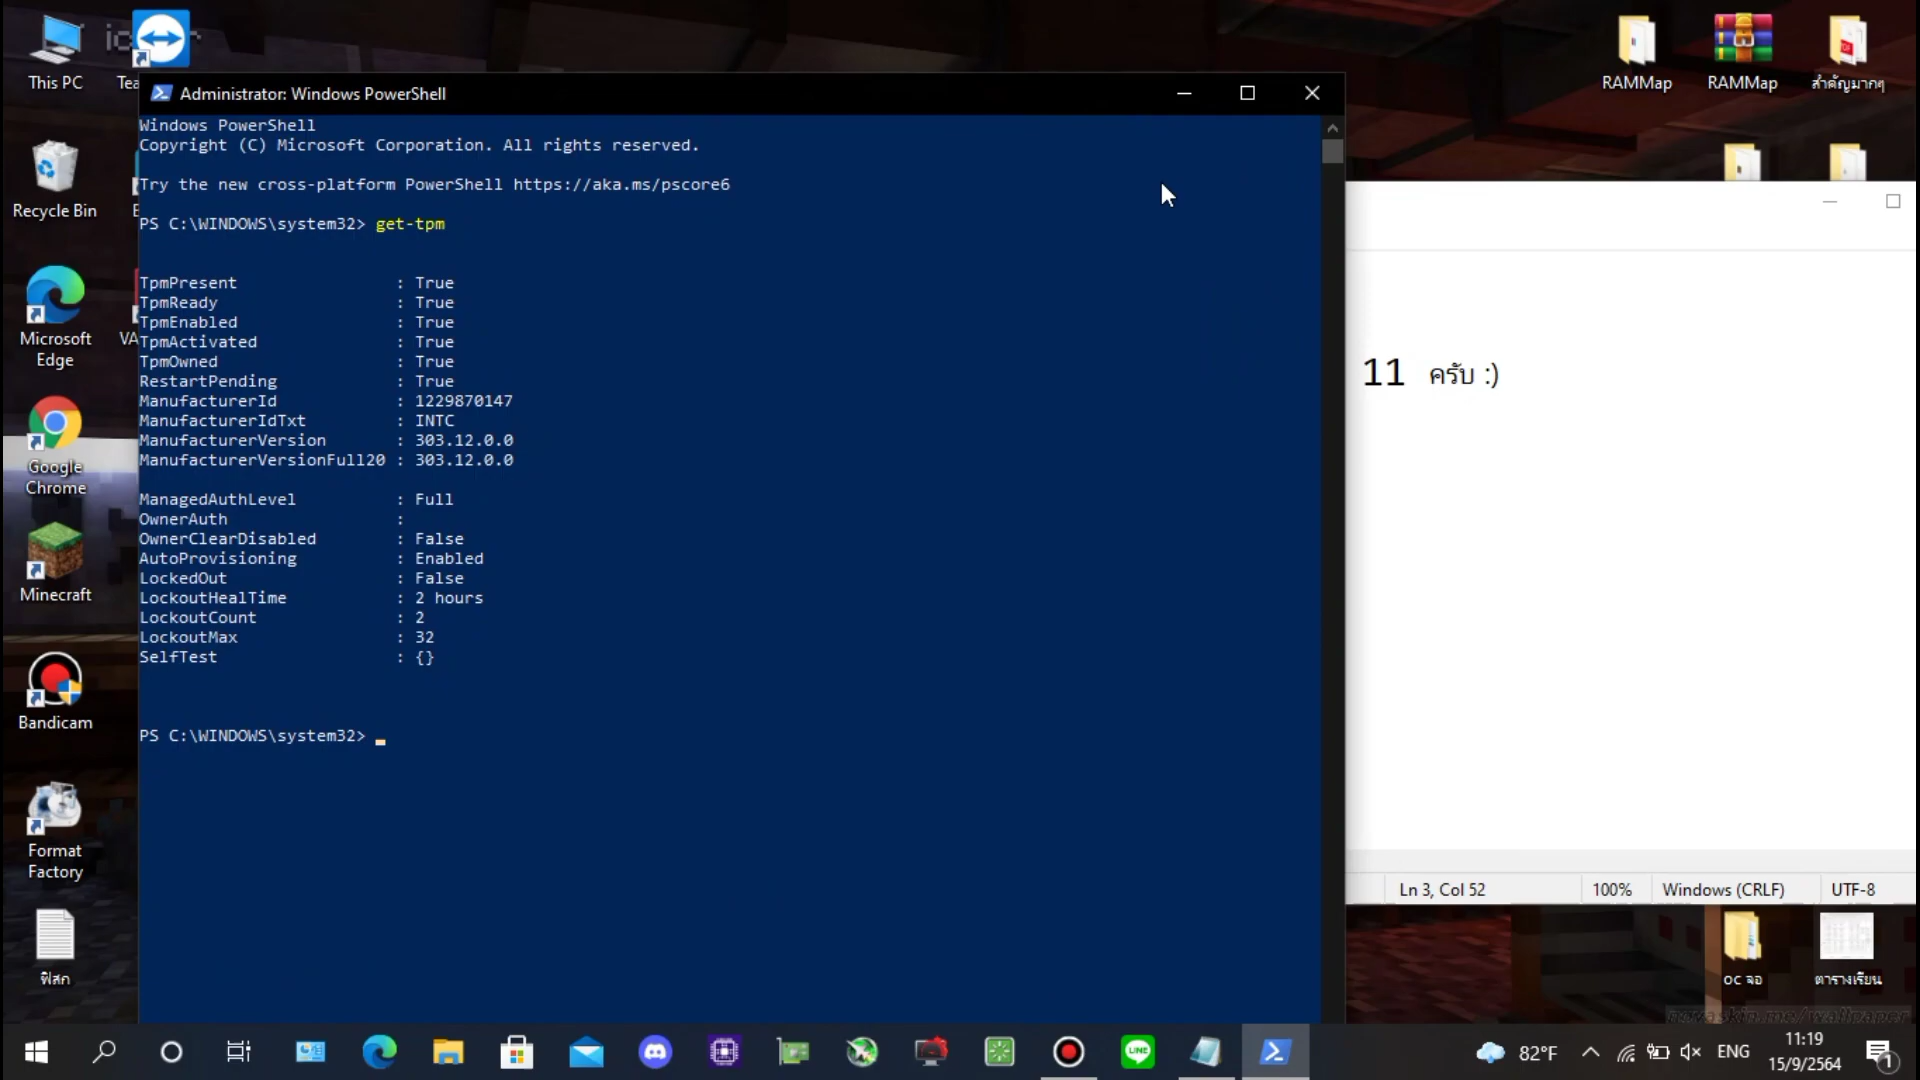 This PC
Recycle Bin
Microsoft
Edge
Google
Chrome
Minecraft
Bandicam
Format
Factory
ฟิสิก
Administrator: Windows PowerShell
Windows PowerShell
Copyright (C) Microsoft Corporation. All rights reserved.
Try the new cross-platform PowerShell https://aka.ms/pscore6
PS C:\WINDOWS\system32> get-tpm
TpmPresent : True
TpmReady : True
TpmEnabled : True
TpmActivated : True
TpmOwned : True
RestartPending : True
ManufacturerId : 1229870147
ManufacturerIdTxt : INTC
ManufacturerVersion : 303.12.0.0
ManufacturerVersionFull20 : 303.12.0.0
ManagedAuthLevel : Full
OwnerAuth :
OwnerClearDisabled : False
AutoProvisioning : Enabled
LockedOut : False
LockoutHealTime : 2 hours
LockoutCount : 2
LockoutMax : 32
SelfTest : {}
PS C:\WINDOWS\system32>
RAMMap
RAMMap
สำคัญมากๆ
11 ครับ :)
Ln 3, Col 52 100% Windows (CRLF) UTF-8
oc จอ
ตารางเรียน
LINE
82°F
ENG
11:19
15/9/2564
1